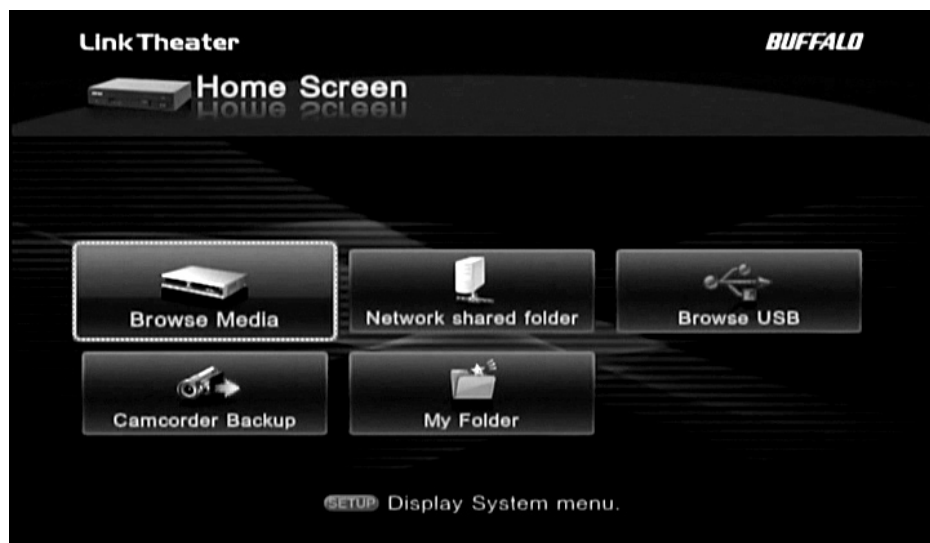 LinkTheater
BUFFALO
Home Screen
Browse Media
Network shared folder
Browse USB
Camcorder Backup
My Folder
SETUP Display System menu.